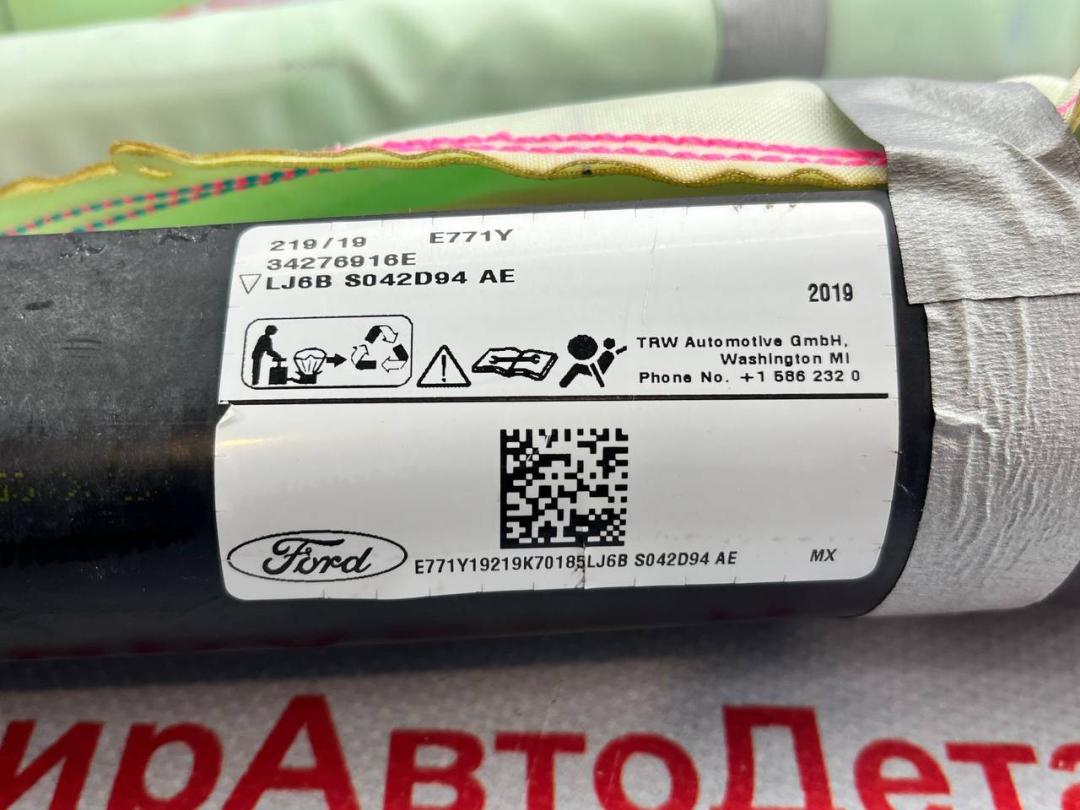 219/19 E771Y
34276916E
LJ6B S042D94 AE
2019
TRW Automotive GmbH,
Washington MI
Phone No. +1 586 232 0
Ford
E771Y19219K70185LJ6B S042D94 AE
MX
ирАвтоДета